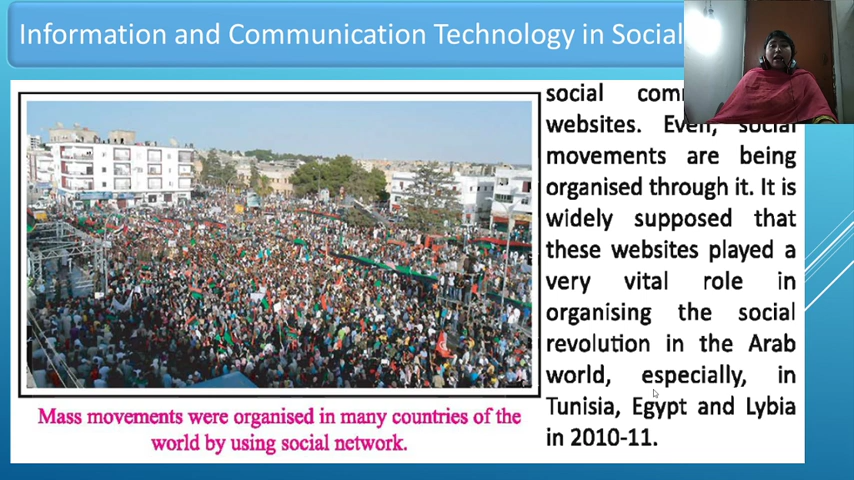 Information and Communication Technology in Social
social
websites. Even, social
movements are being
organised through it. It is
widely supposed that
these websites played a
very vital role in
organising the social
revolution in the Arab
world, especially, in
Tunisia, Egypt and Lybia
in 2010-11.
Mass movements were organised in many countries of the
world by using social network.